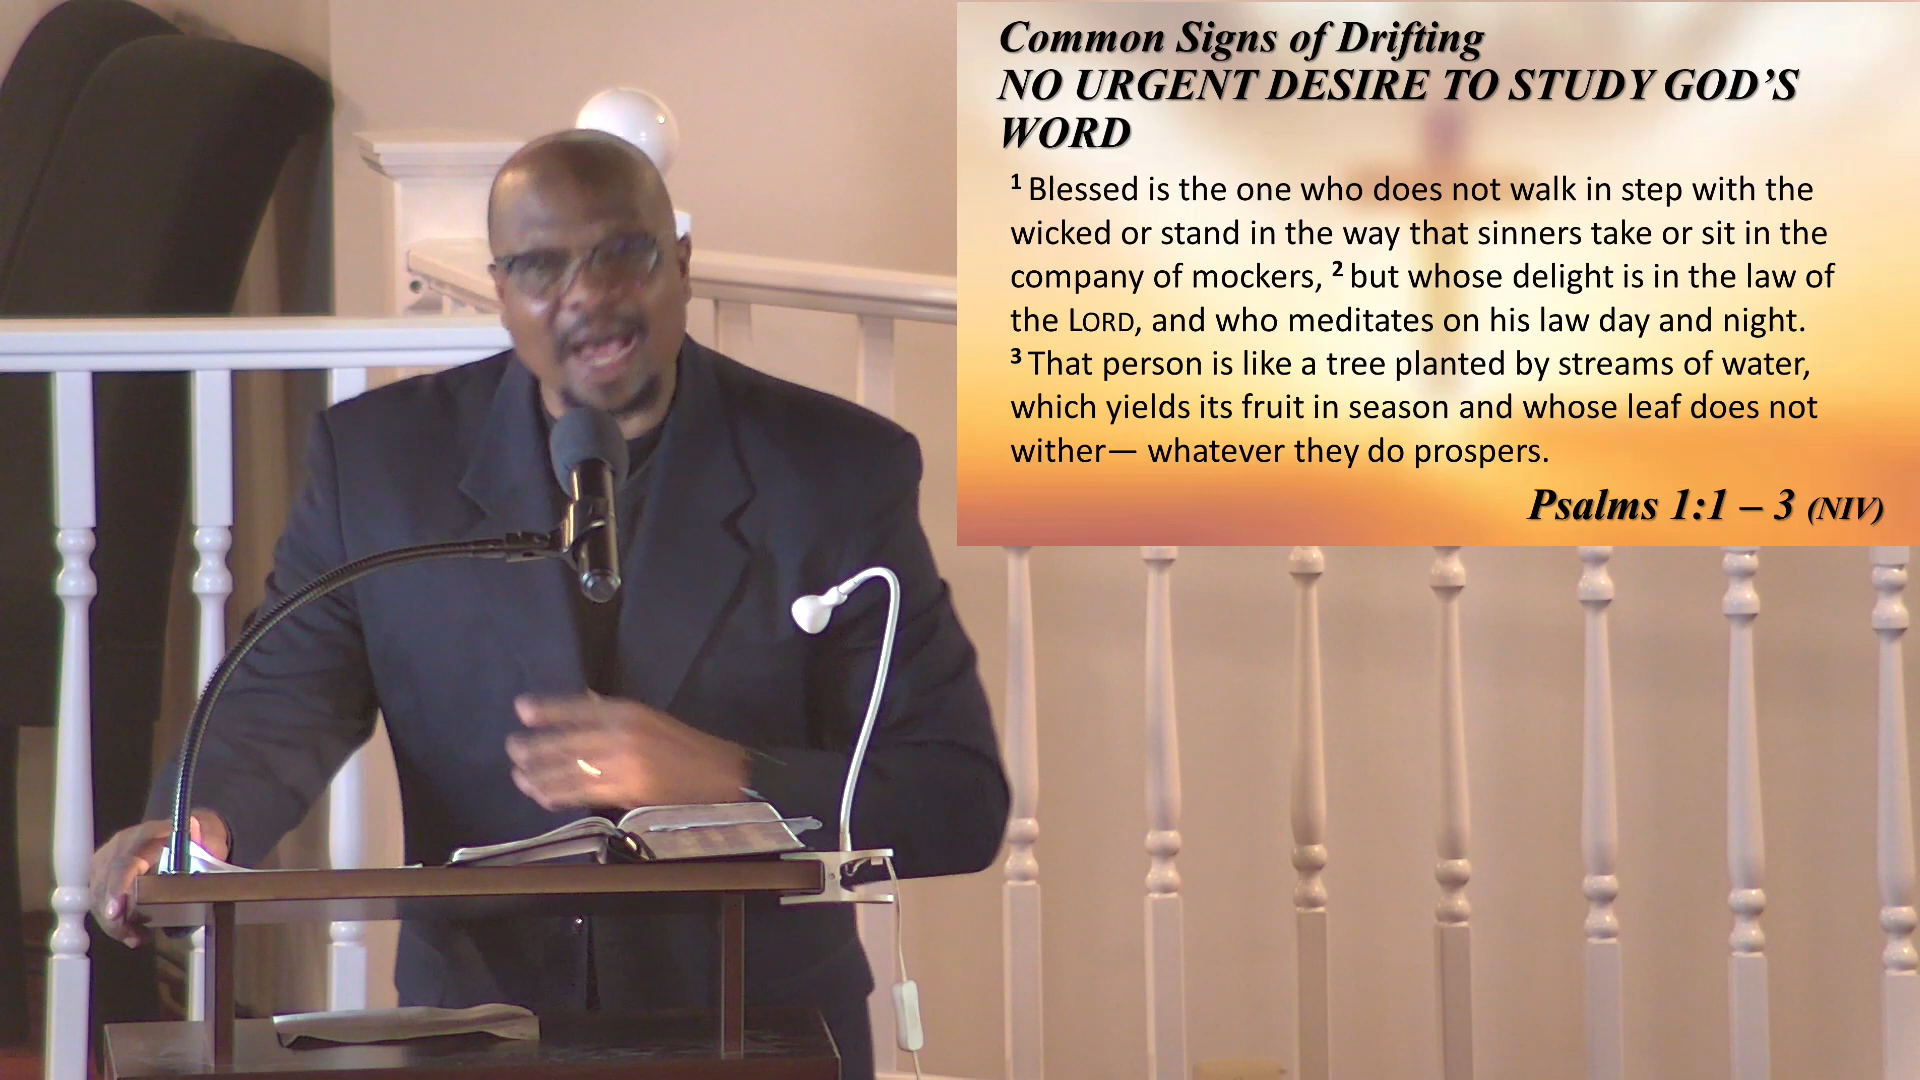 Common Signs of Drifting
NO URGENT DESIRE TO STUDY GOD’S
WORD
1 Blessed is the one who does not walk in step with the
wicked or stand in the way that sinners take or sit in the
company of mockers, 2 but whose delight is in the law of
the LORD, and who meditates on his law day and night.
3 That person is like a tree planted by streams of water,
which yields its fruit in season and whose leaf does not
wither— whatever they do prospers.
Psalms 1:1 – 3 (NIV)